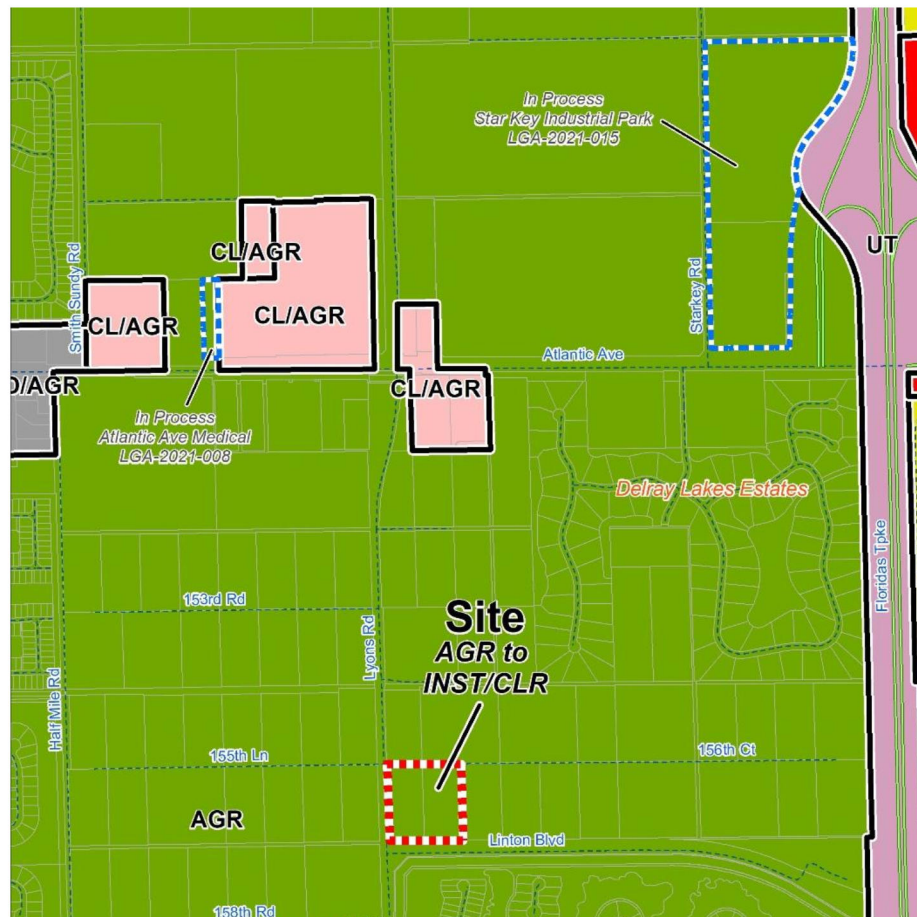 In Process
Star Key Industrial Park
LGA-2021-015
Smith Sundy Rd
CL/AGR
CL/AGR
CL/AGR
Starkey Rd
UT
Atlantic Ave
O/AGR
CL/AGR
In Process
Atlantic Ave Medical
LGA-2021-008
Delray Lakes Estates
Floridas Tpke
153rd Rd
Lyons Rd
Site
AGR to
INST/CLR
Half Mile Rd
155th Ln
156th Ct
AGR
Linton Blvd
158th Rd